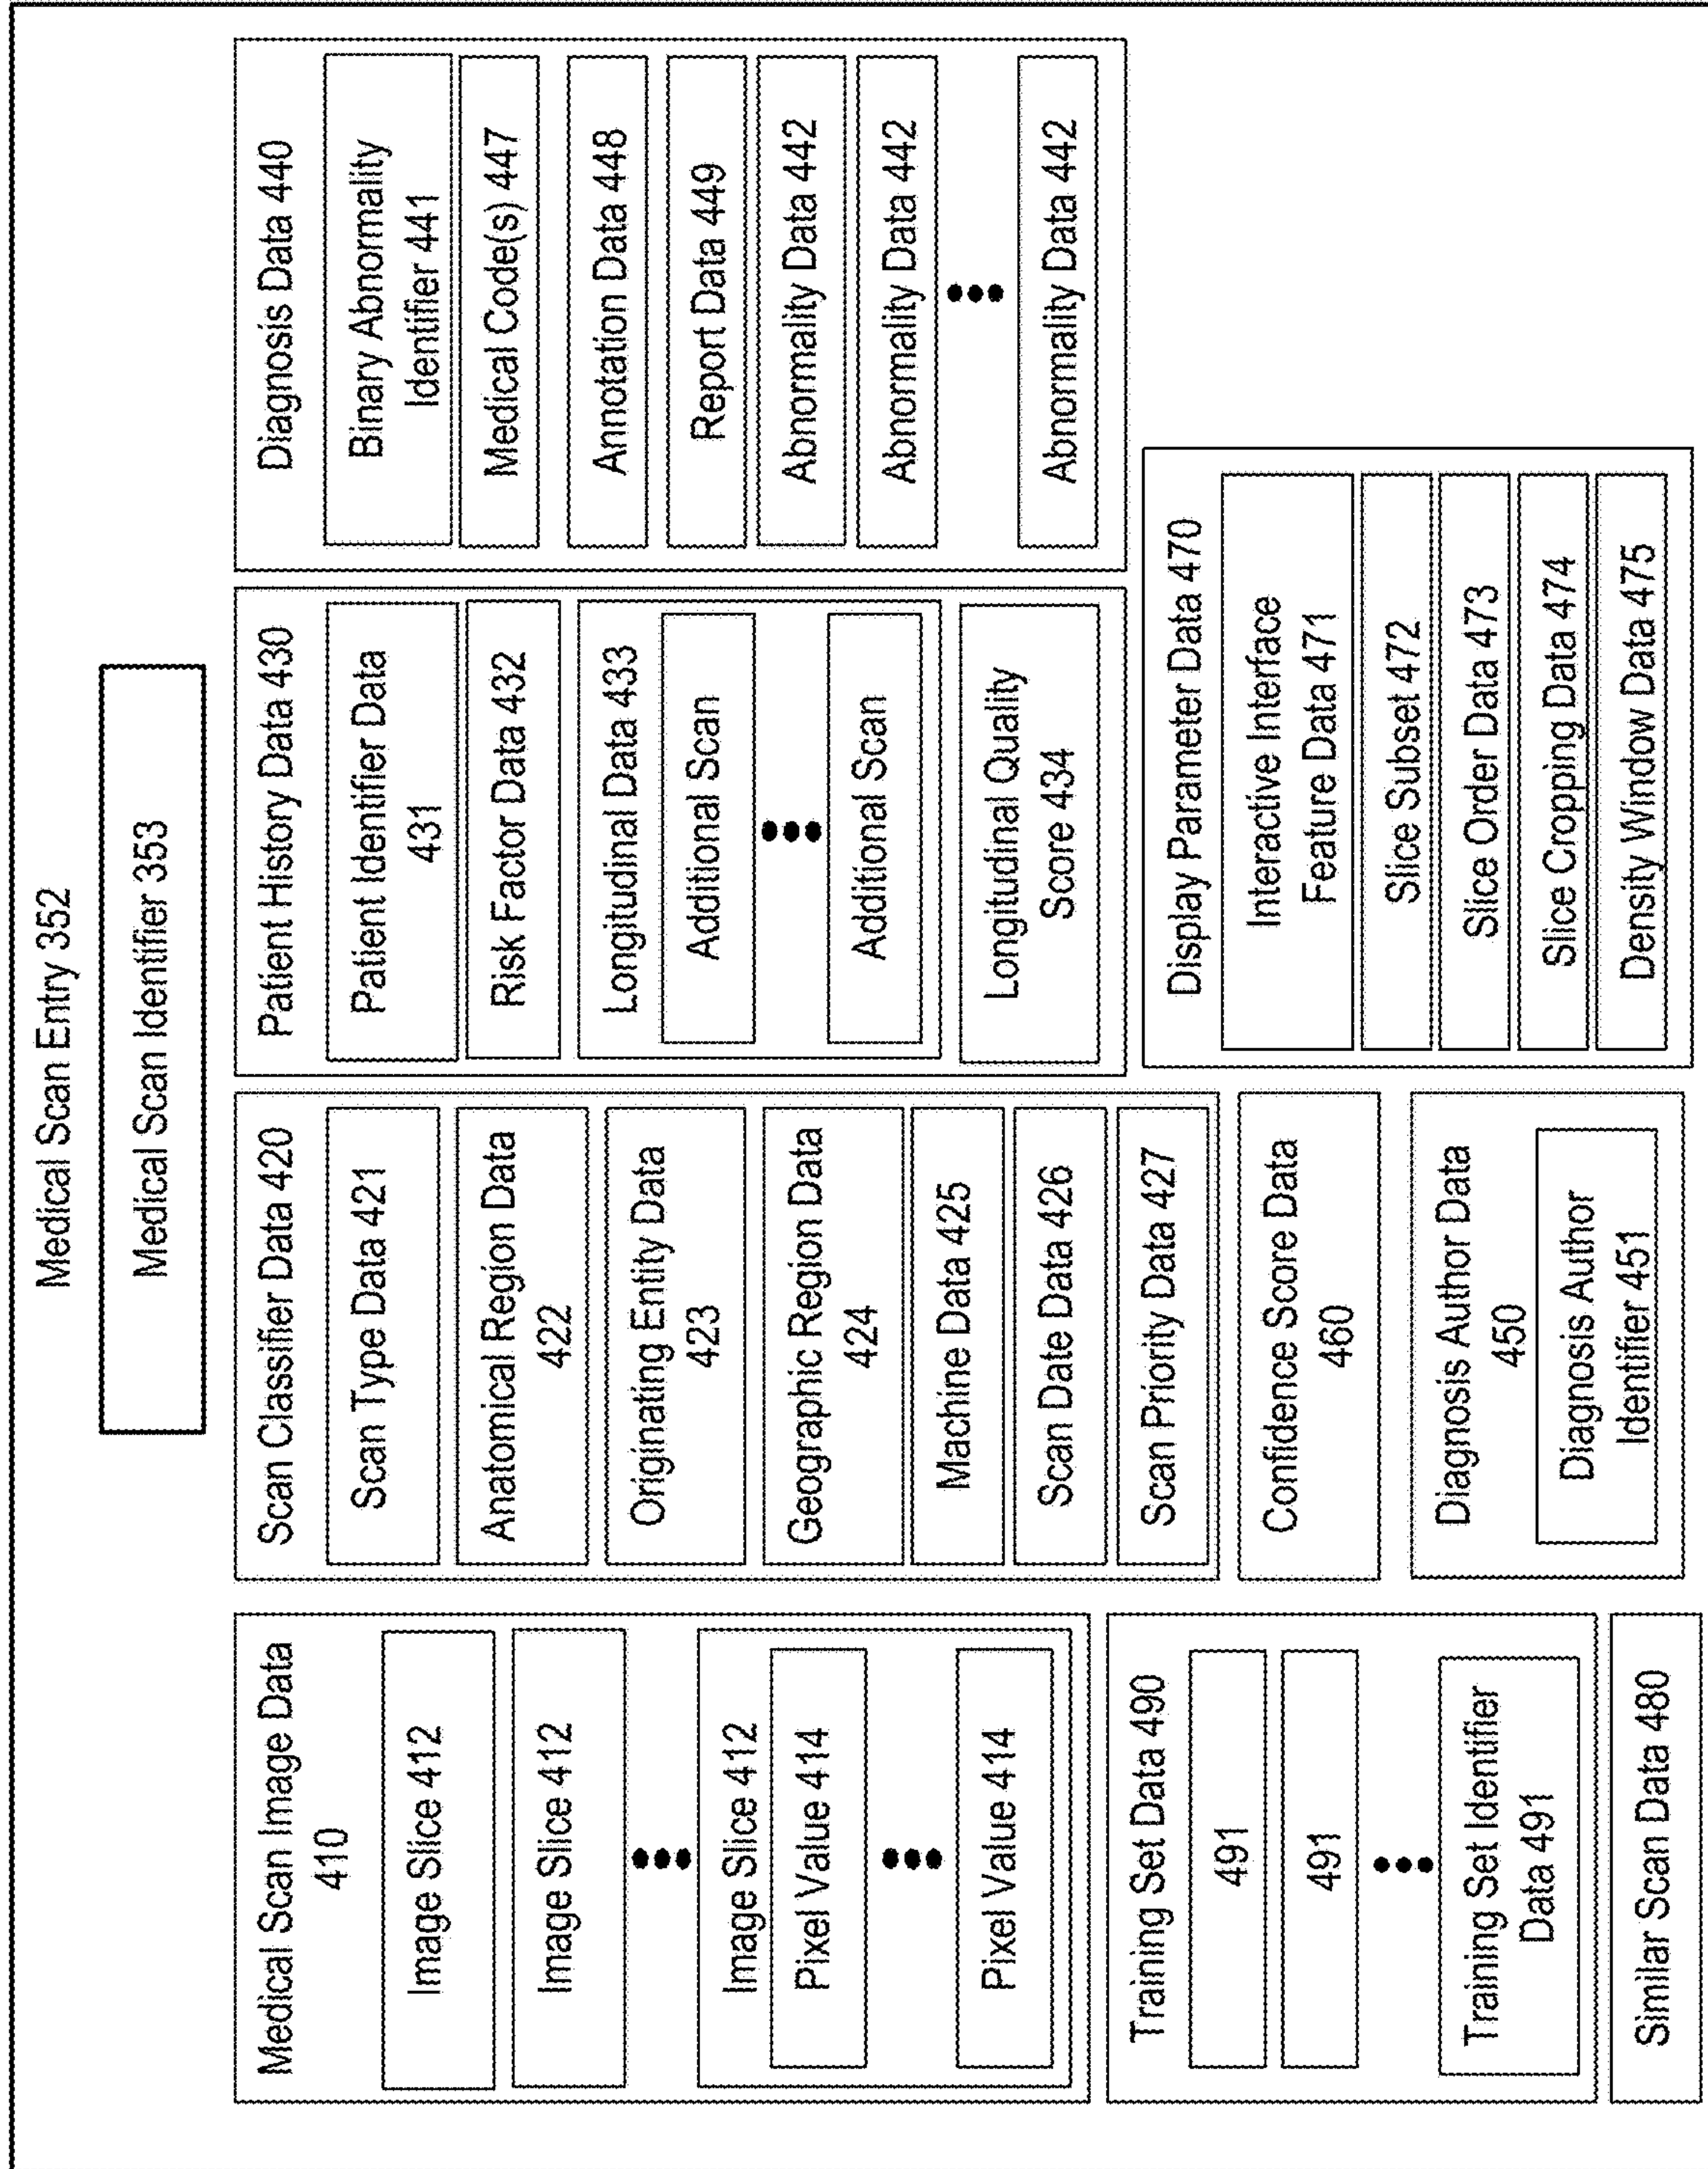 Medical Scan Entry 352
Medical Scan Identifier 353
Medical Scan Image Data
410
Image Slice 412
Image Slice 412
Image Slice 412
Pixel Value 414
Pixel Value 414
Training Set Data 490
491
491
Training Set Identifier
Data 491
Similar Scan Data 480
Scan Classifier Data 420
Scan Type Data 421
Anatomical Region Data
422
Originating Entity Data
423
Geographic Region Data
424
Machine Data 425
Scan Date Data 426
Scan Priority Data 427
Confidence Score Data
460
Diagnosis Author Data
450
Diagnosis Author
Identifier 451
Patient History Data 430
Patient Identifier Data
431
Risk Factor Data 432
Longitudinal Data 433
Additional Scan
Additional Scan
Longitudinal Quality
Score 434
Diagnosis Data 440
Binary Abnormality
Identifier 441
Medical Code(s) 447
Annotation Data 448
Report Data 449
Abnormality Data 442
Abnormality Data 442
Abnormality Data 442
Display Parameter Data 470
Interactive Interface
Feature Data 471
Slice Subset 472
Slice Order Data 473
Slice Cropping Data 474
Density Window Data 475